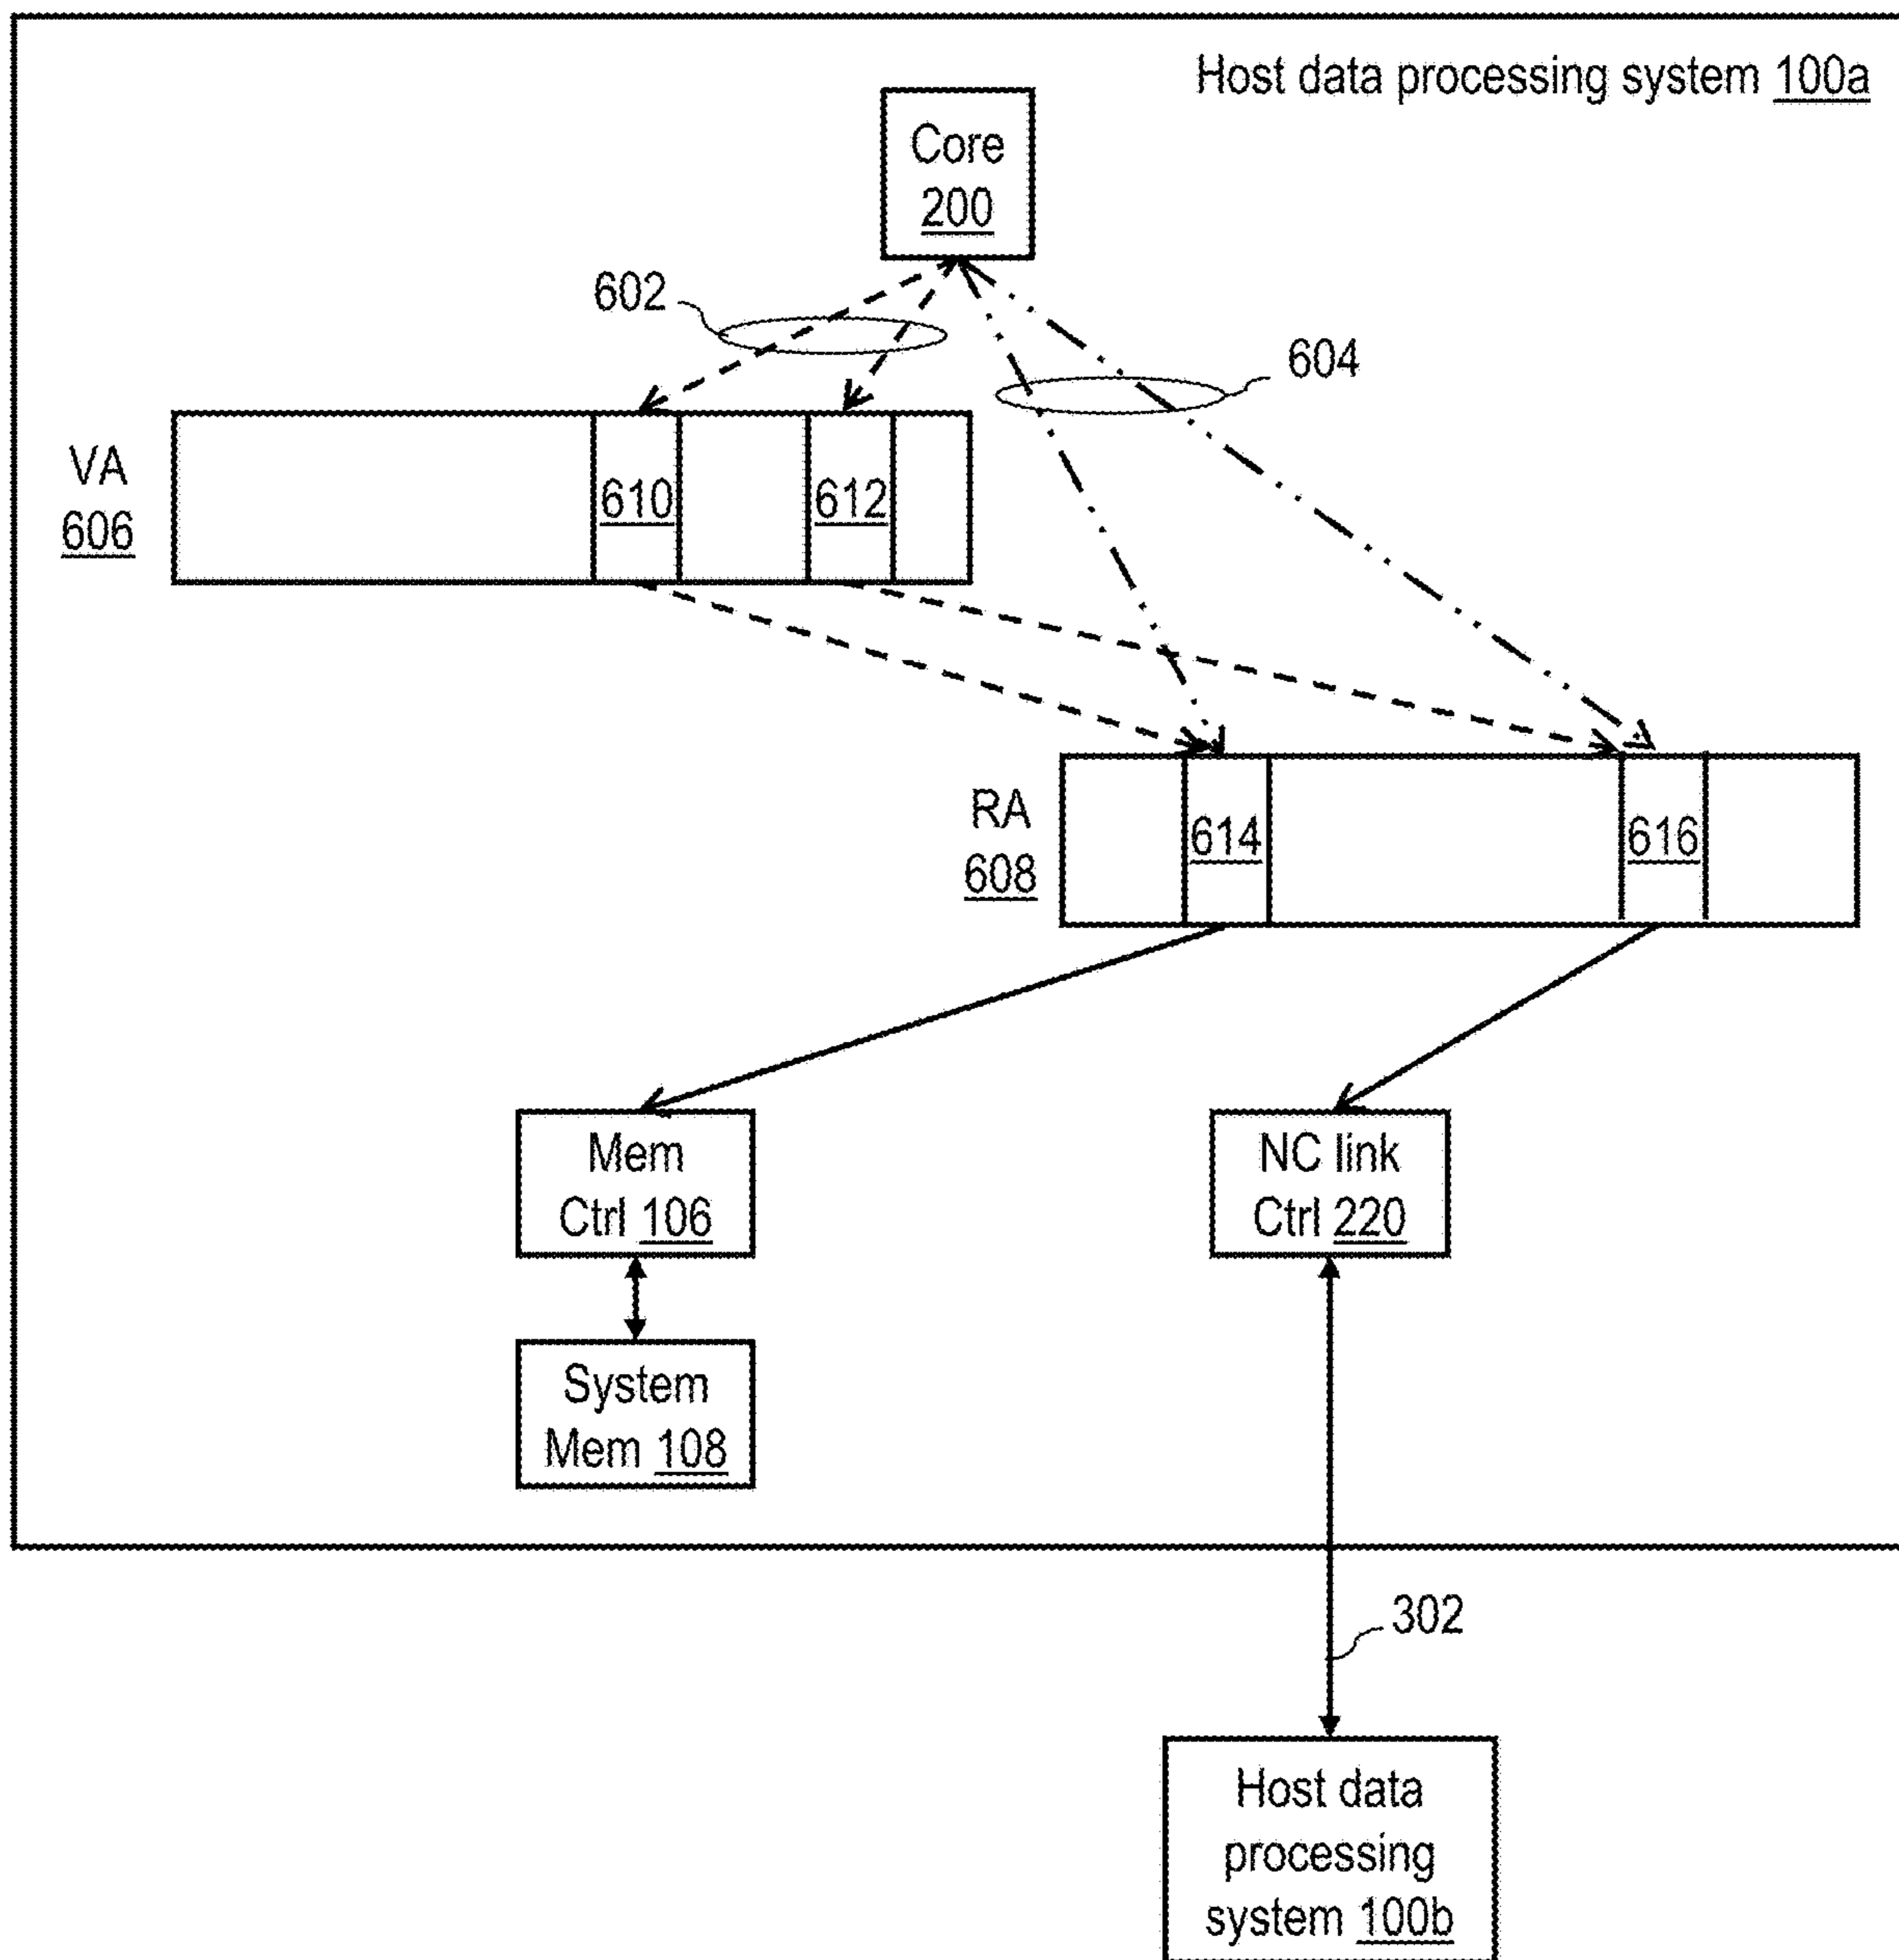 Host data processing system 100a
Core
200
602
604
VA
606
610
612
RA
608
614
616
Mem
Ctrl 106
NC link
Ctrl 220
System
Mem 108
302
Host data
processing
system 100b